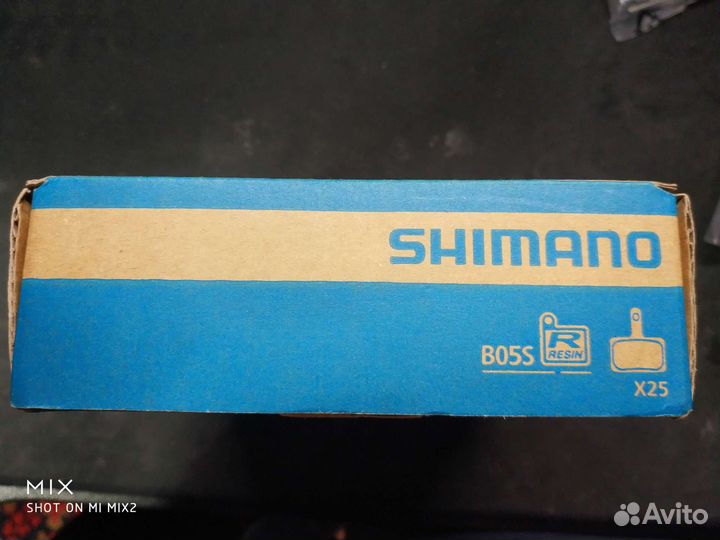 SHIMANO
B05S R RESIN
X25
MIX
SHOT ON MI MIX2
Avito